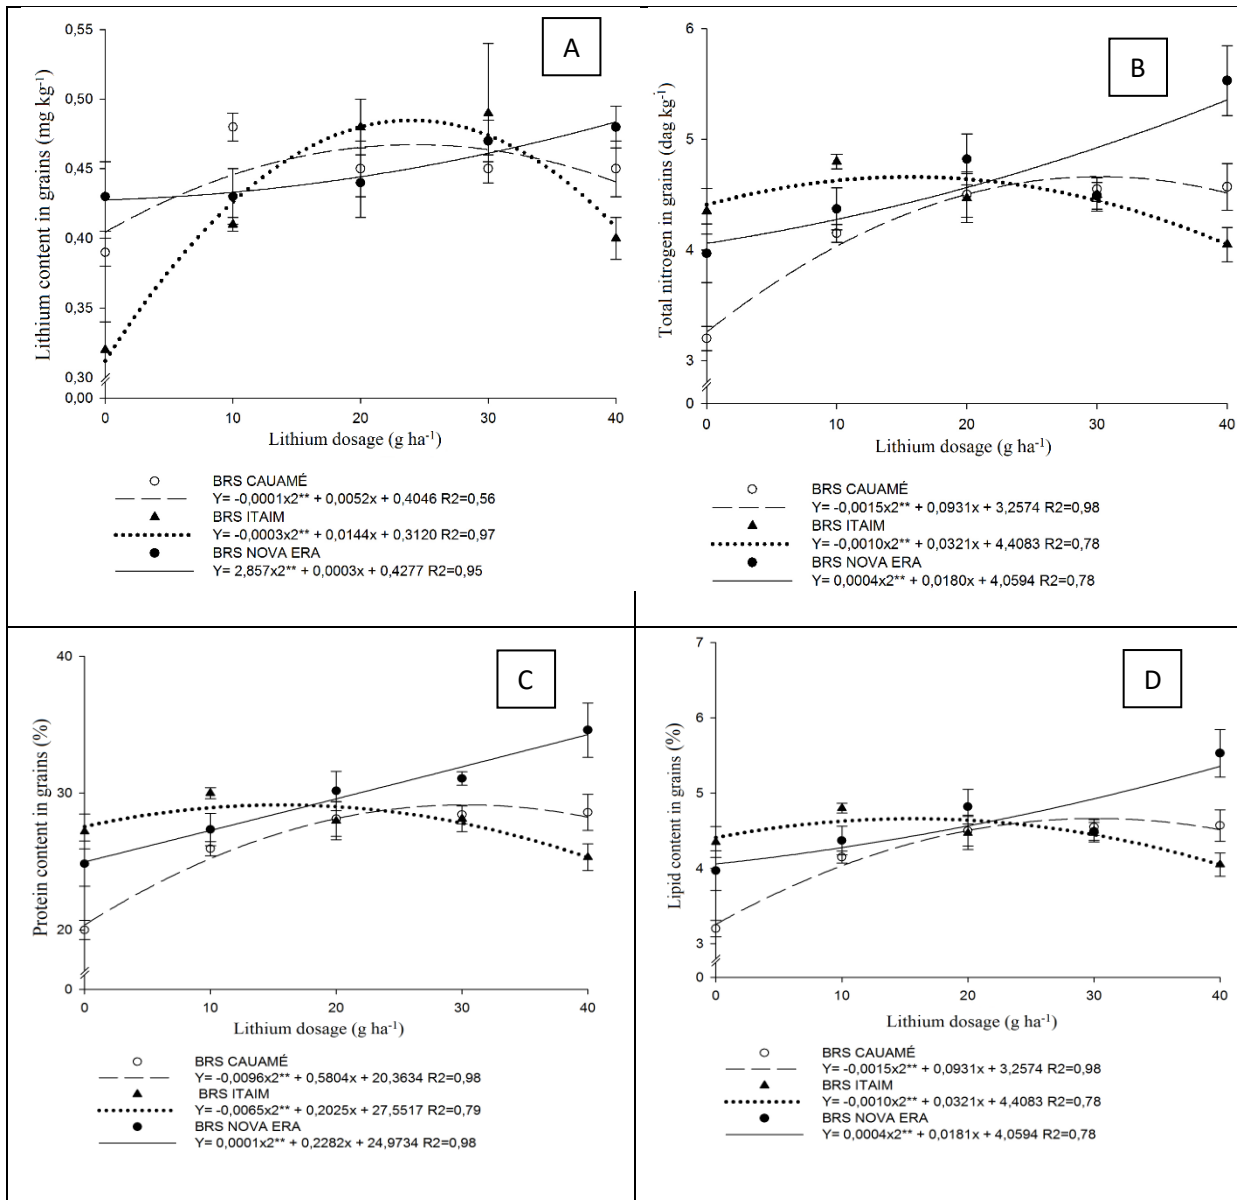 A
Lithium content in grains (mg kg⁻¹)
0,55
0,50
0,45
0,40
0,35
0,30
0,00
0 10 20 30 40
Lithium dosage (g ha⁻¹)
BRS CAUAMÉ
Y= -0,0001x2** + 0,0052x + 0,4046 R2=0,56
BRS ITAIM
Y= -0,0003x2** + 0,0144x + 0,3120 R2=0,97
BRS NOVA ERA
Y= 2,857x2** + 0,0003x + 0,4277 R2=0,95
B
Total nitrogen in grains (dag kg⁻¹)
6
5
4
3
0
0 10 20 30 40
Lithium dosage (g ha⁻¹)
BRS CAUAMÉ
Y= -0,0015x2** + 0,0931x + 3,2574 R2=0,98
BRS ITAIM
Y= -0,0010x2** + 0,0321x + 4,4083 R2=0,78
BRS NOVA ERA
Y= 0,0004x2** + 0,0180x + 4,0594 R2=0,78
C
Protein content in grains (%)
40
30
20
0
0 10 20 30 40
Lithium dosage (g ha⁻¹)
BRS CAUAMÉ
Y= -0,0096x2** + 0,5804x + 20,3634 R2=0,98
BRS ITAIM
Y= -0,0065x2** + 0,2025x + 27,5517 R2=0,79
BRS NOVA ERA
Y= 0,0001x2** + 0,2282x + 24,9734 R2=0,98
D
Lipid content in grains (%)
7
6
5
4
3
0
0 10 20 30 40
Lithium dosage (g ha⁻¹)
BRS CAUAMÉ
Y= -0,0015x2** + 0,0931x + 3,2574 R2=0,98
BRS ITAIM
Y= -0,0010x2** + 0,0321x + 4,4083 R2=0,78
BRS NOVA ERA
Y= 0,0004x2** + 0,0181x + 4,0594 R2=0,78